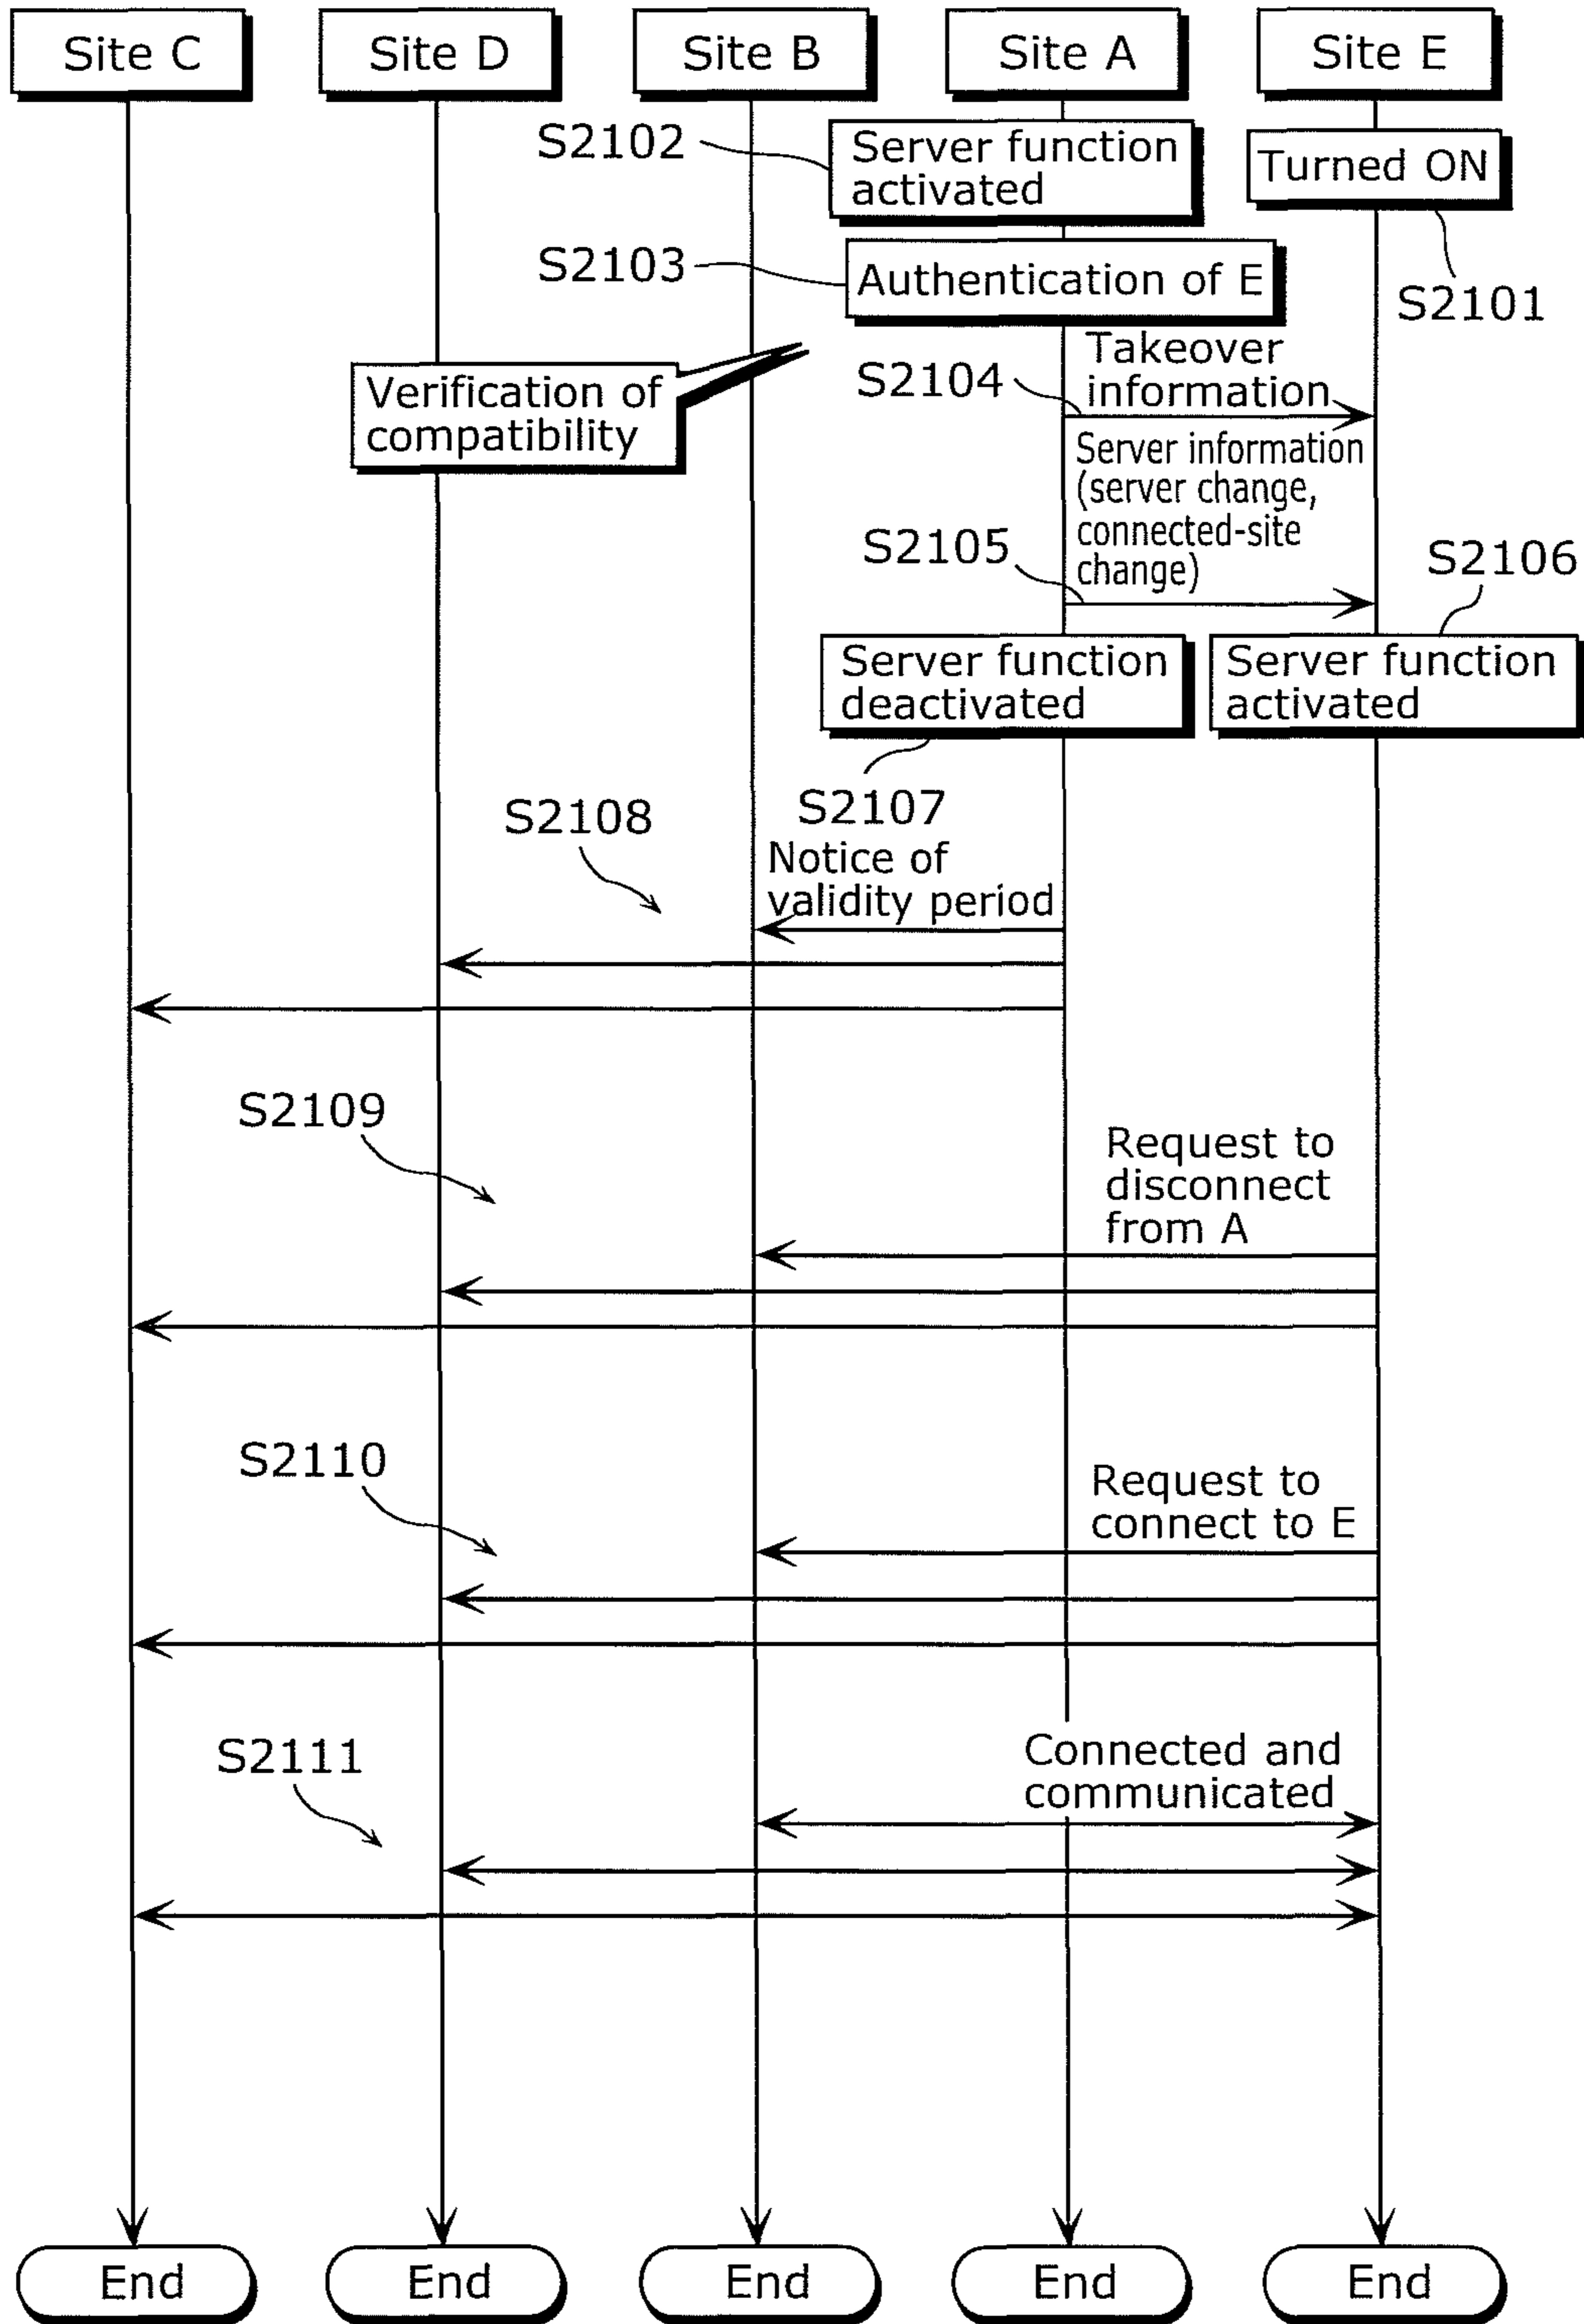 Site C
Site D
Site B
Site A
Site E
S2102
Server function
activated
Turned ON
S2103
Authentication of E
S2101
Verification of
compatibility
S2104
Takeover
information
Server information
(server change,
connected-site
change)
S2105
S2106
Server function
deactivated
Server function
activated
S2107
S2108
Notice of
validity period
S2109
Request to
disconnect
from A
S2110
Request to
connect to E
S2111
Connected and
communicated
End
End
End
End
End